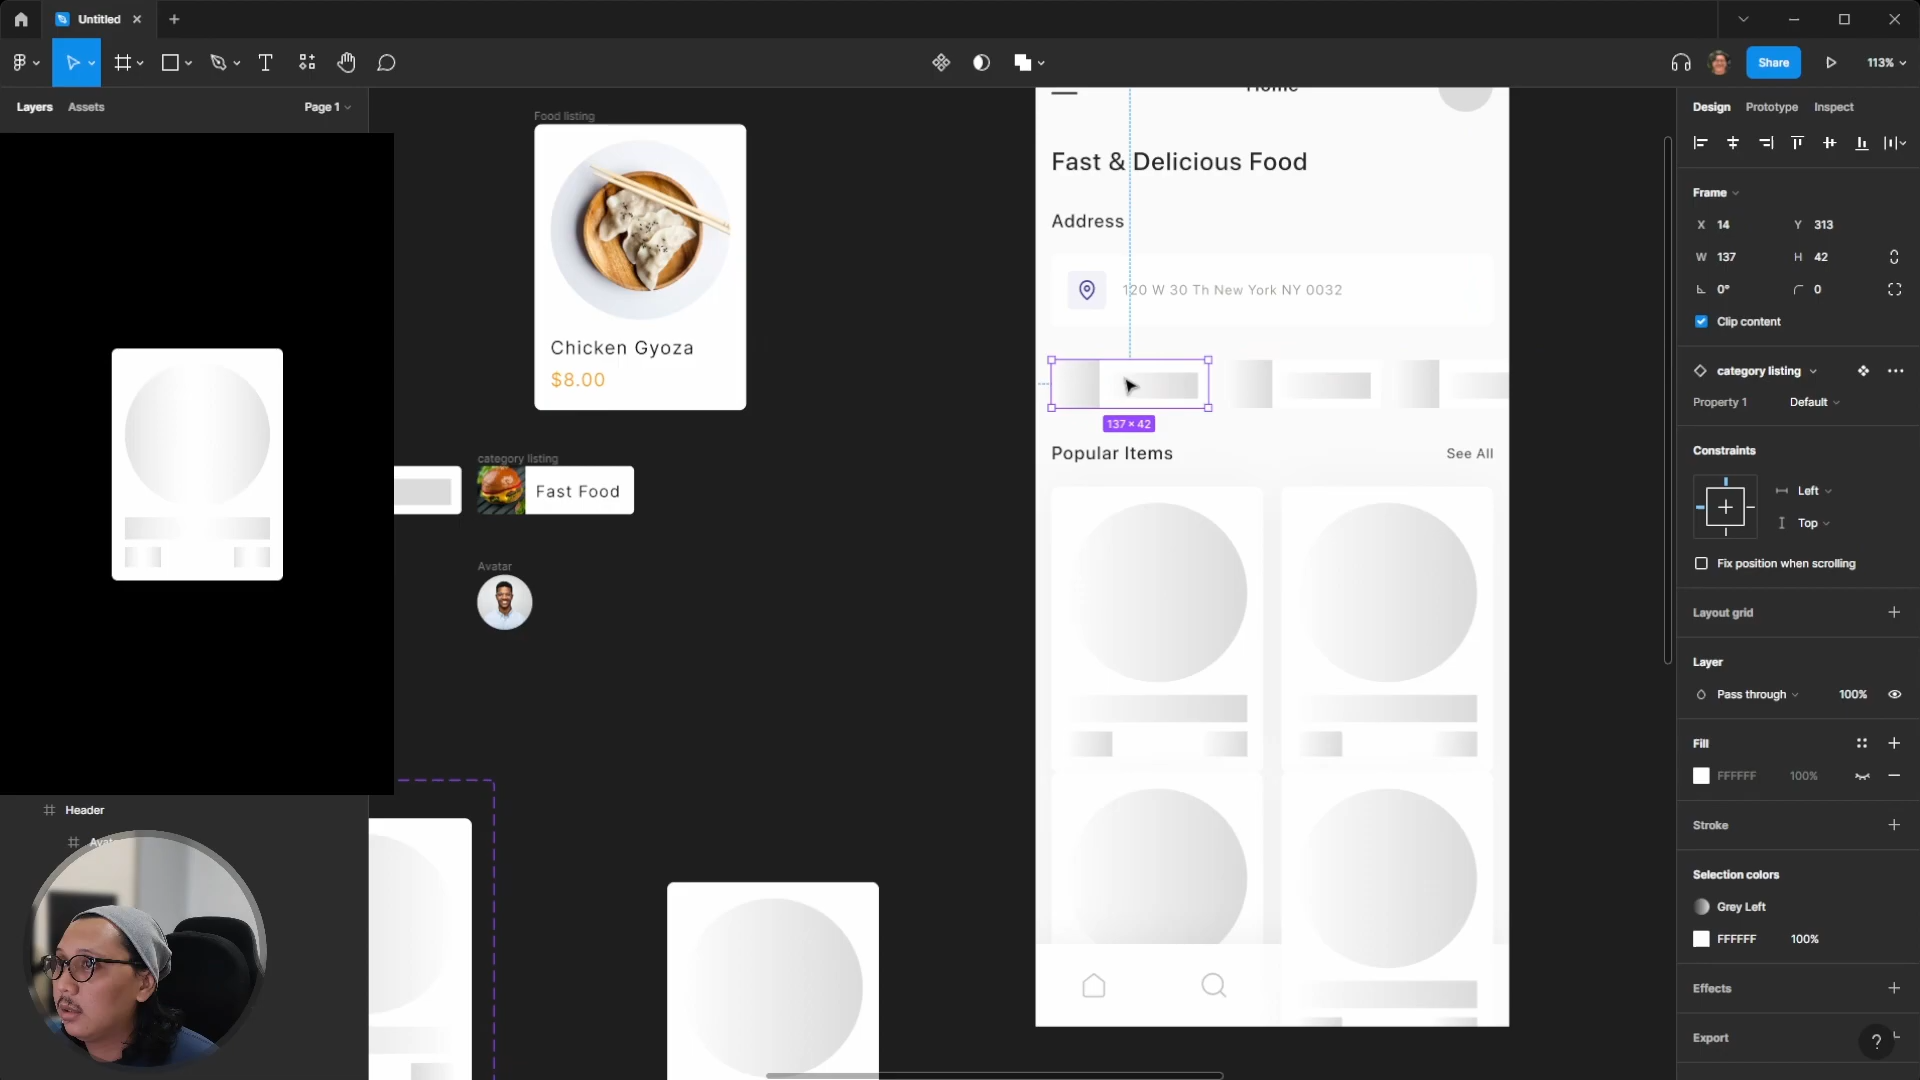 Untitled
Share
113%
Layers
Assets
Page 1
Design
Prototype
Inspect
Food listing
Chicken Gyoza
$8.00
category listing
Fast Food
Avatar
Header
Home
Fast & Delicious Food
Address
120 W 30 Th New York NY 0032
137 × 42
Popular Items
See All
Frame
X 14
Y 313
W 137
H 42
0°
0
Clip content
category listing
Property 1
Default
Constraints
Left
Top
Fix position when scrolling
Layout grid
Layer
Pass through
100%
Fill
FFFFFF
100%
Stroke
Selection colors
Grey Left
FFFFFF
100%
Effects
Export
?